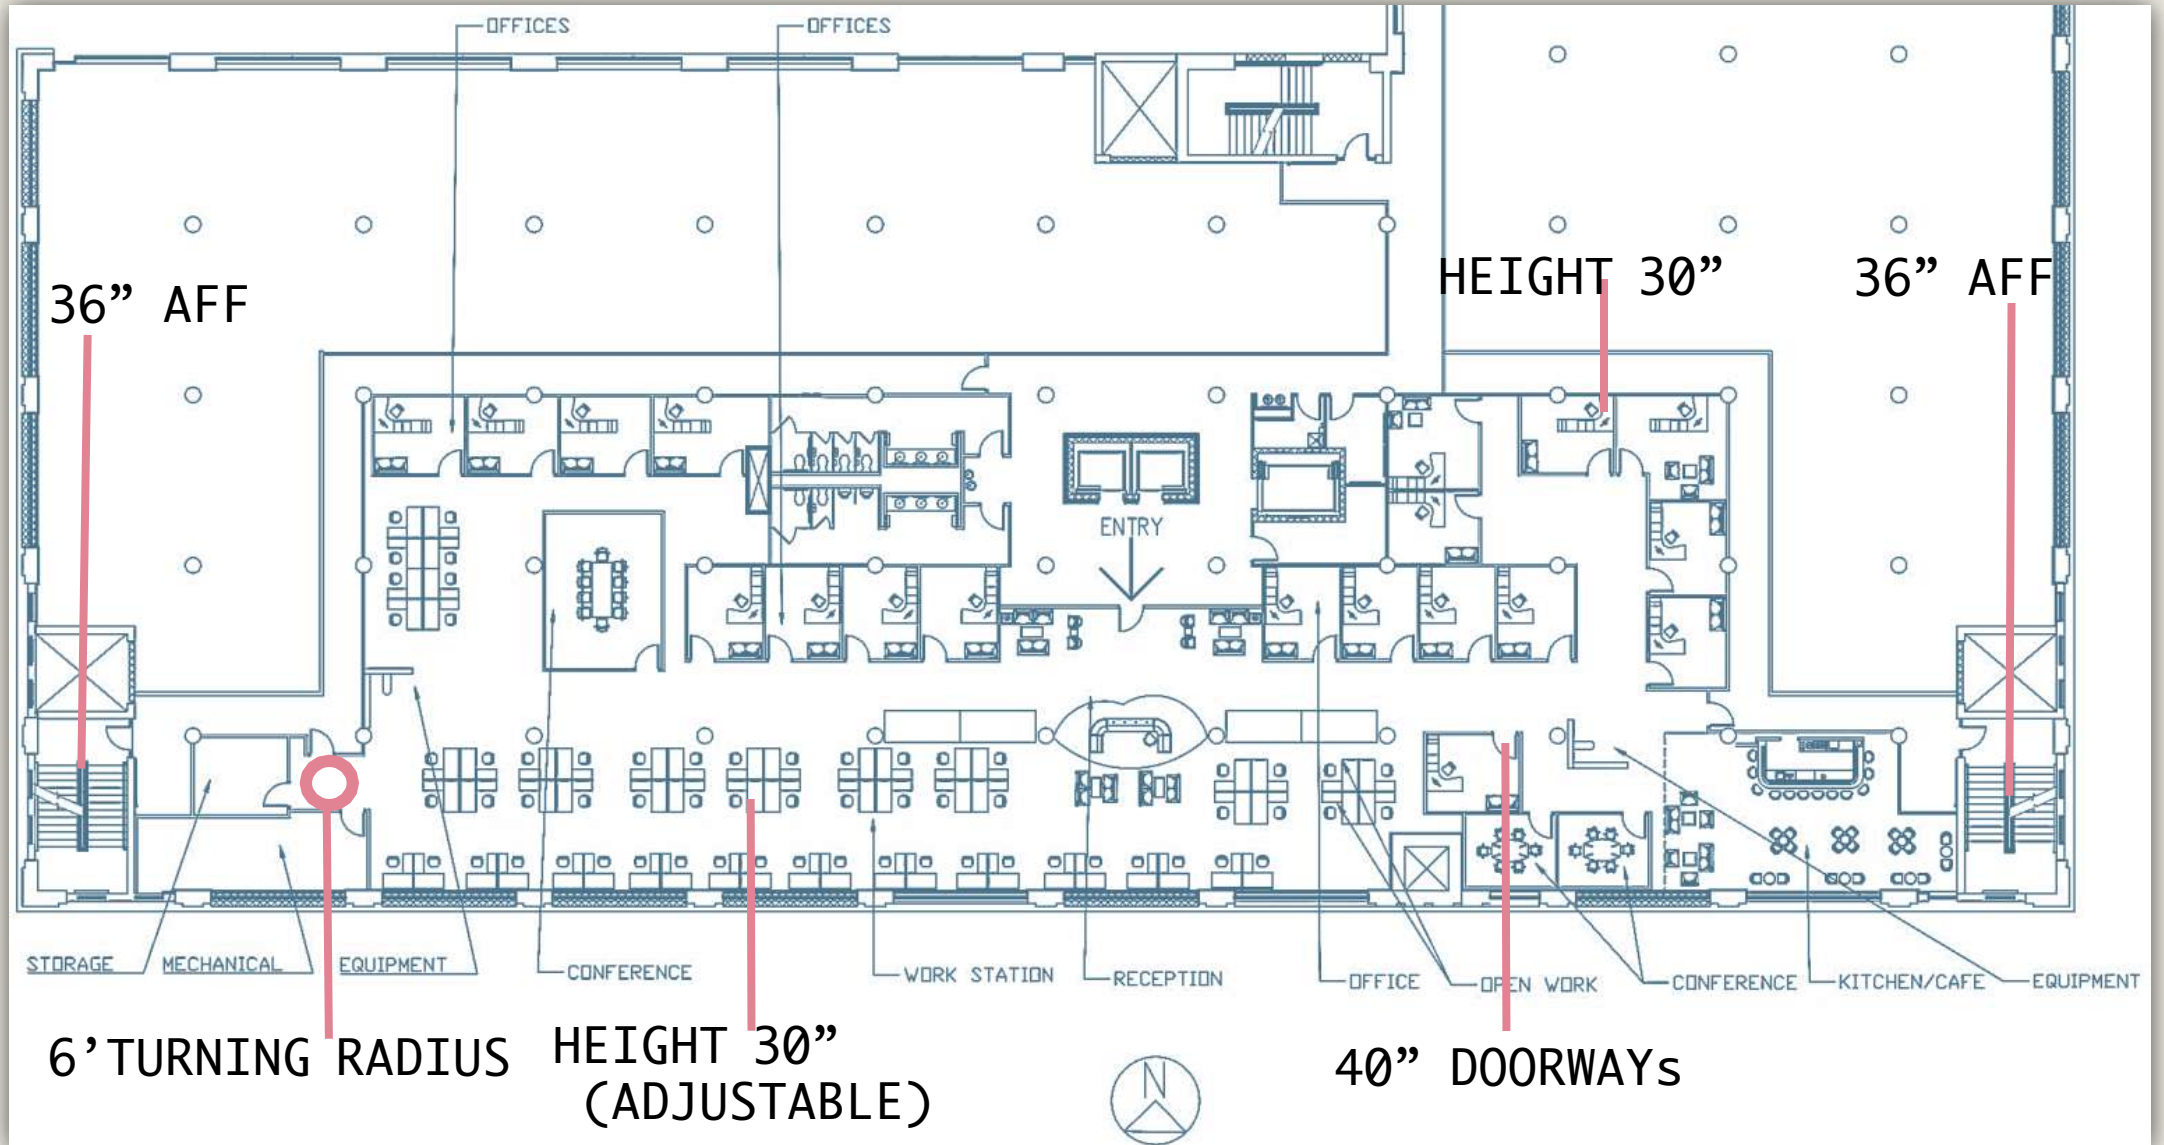 OFFICES
OFFICES
36” AFF
HEIGHT 30”
36” AFF
ENTRY
STORAGE
MECHANICAL
EQUIPMENT
CONFERENCE
WORK STATION
RECEPTION
OFFICE
OPEN WORK
CONFERENCE
KITCHEN/CAFE
EQUIPMENT
6’TURNING RADIUS
HEIGHT 30”
(ADJUSTABLE)
40” DOORWAYs
N